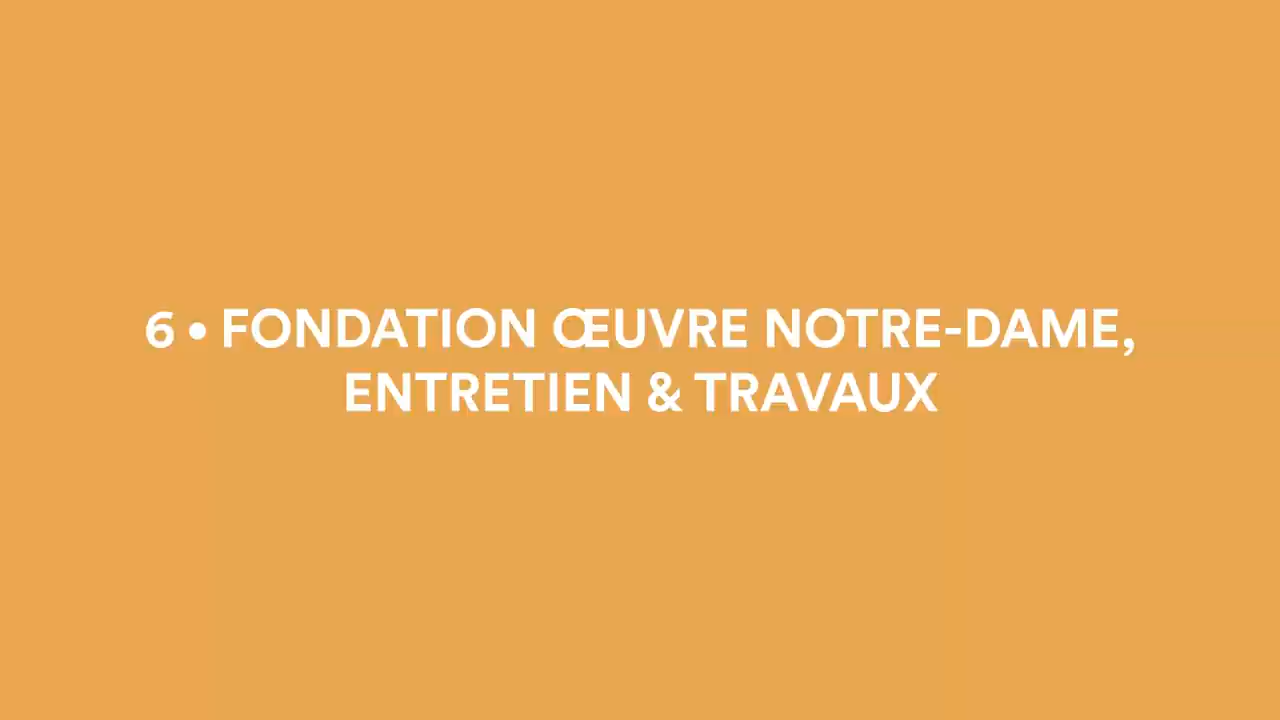 6 • FONDATION ŒUVRE NOTRE-DAME,
ENTRETIEN & TRAVAUX